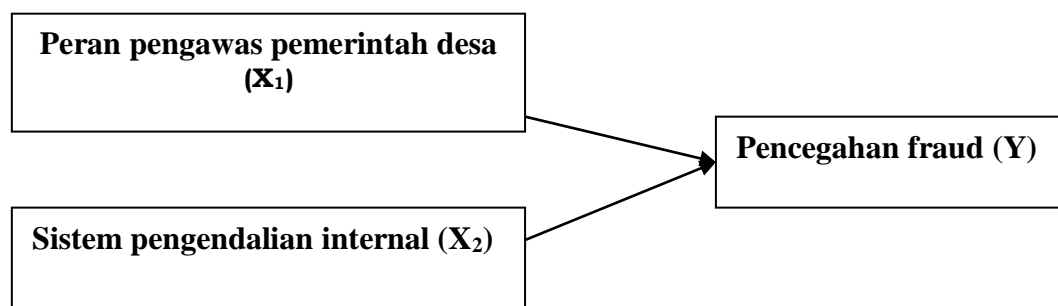 Peran pengawas pemerintah desa
(X₁)
Pencegahan fraud (Y)
Sistem pengendalian internal (X₂)